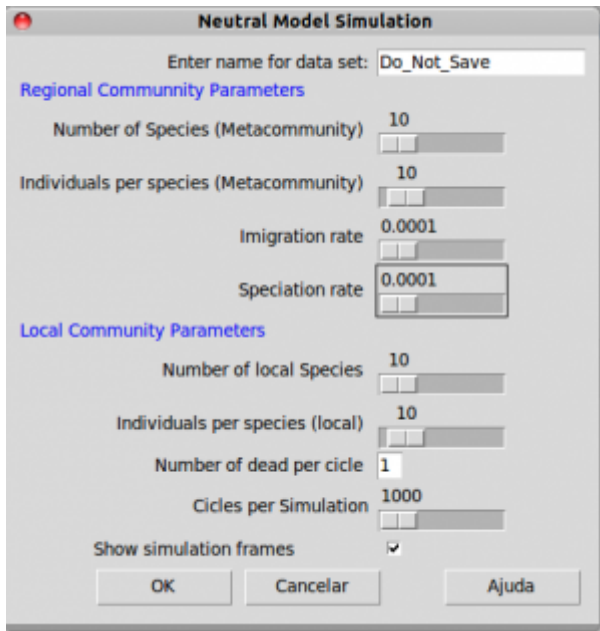 Neutral Model Simulation
Enter name for data set: Do_Not_Save
Regional Communnity Parameters
Number of Species (Metacommunity) 10
Individuals per species (Metacommunity) 10
Imigration rate 0.0001
Speciation rate 0.0001
Local Community Parameters
Number of local Species 10
Individuals per species (local) 10
Number of dead per cicle 1
Cicles per Simulation 1000
Show simulation frames
OK Cancelar Ajuda